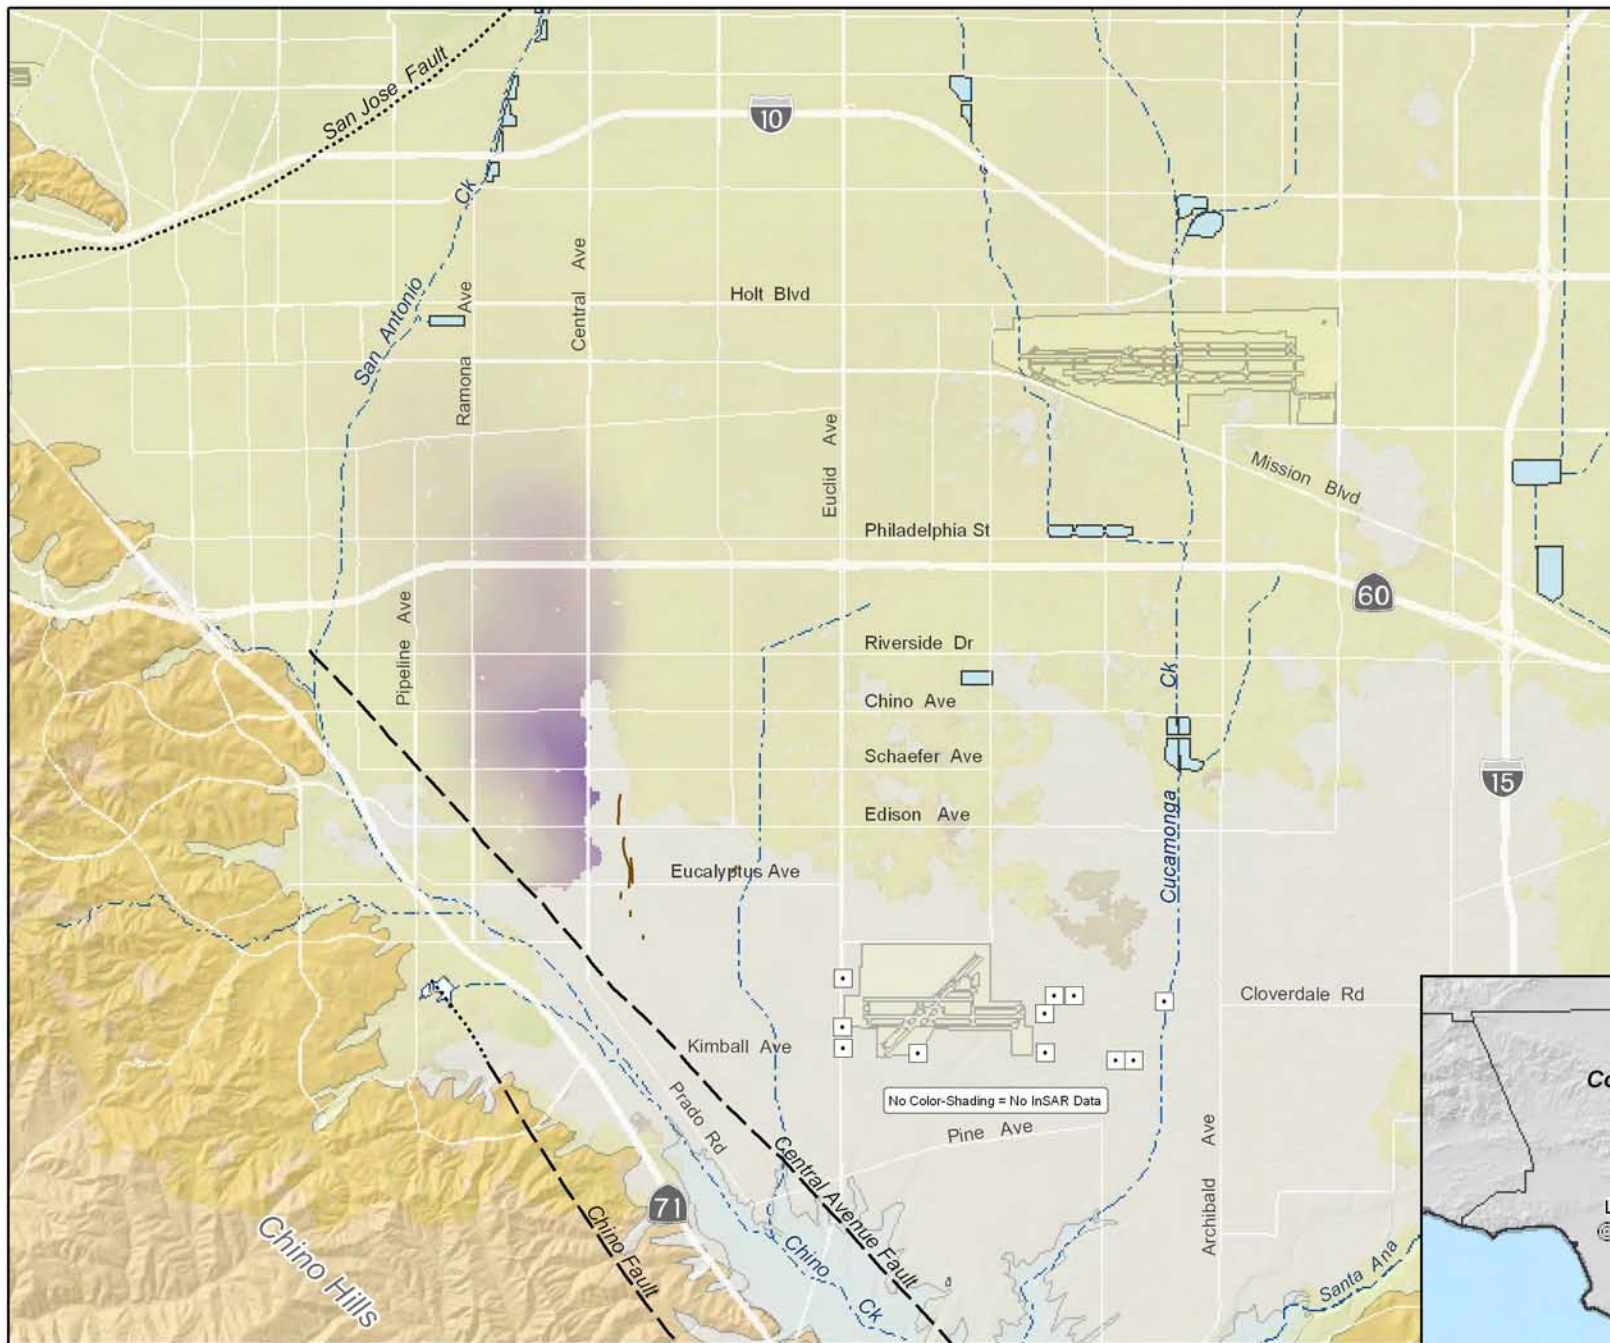 San Jose Fault
10
San Antonio Ck
Ramona Ave
Central Ave
Holt Blvd
Euclid Ave
Mission Blvd
Philadelphia St
60
Pipeline Ave
Riverside Dr
Chino Ave
Schaefer Ave
Edison Ave
Eucalyptus Ave
Cucamonga Ck
15
Cloverdale Rd
Kimball Ave
No Color-Shading = No InSAR Data
Pine Ave
Prado Rd
Archibald Ave
Central Avenue Fault
71
Chino Fault
Chino Hills
Chino Ck
Santa Ana
Co
L